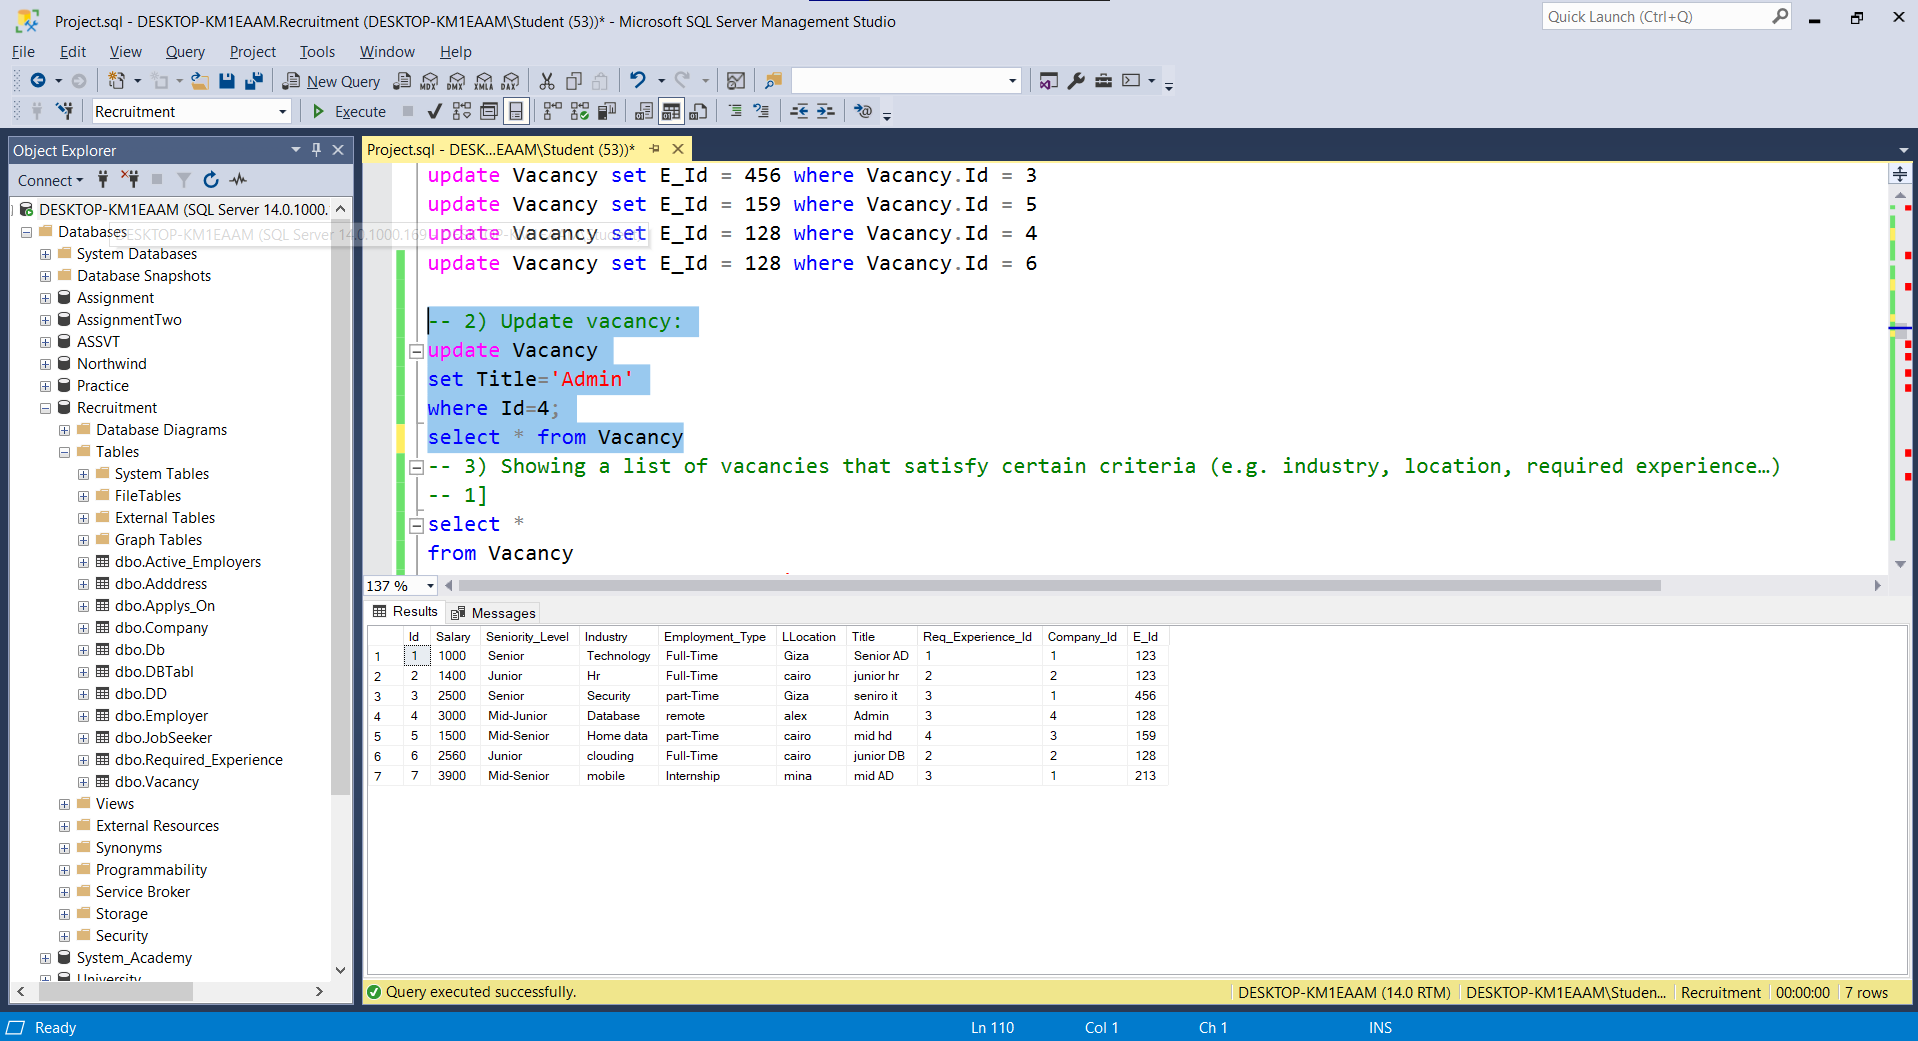 Project.sql - DESKTOP-KM1EAAM.Recruitment (DESKTOP-KM1EAAM\Student (53))* - Microsoft SQL Server Management Studio
Quick Launch (Ctrl+Q)
File Edit View Query Project Tools Window Help
New Query MDX DMX XMLA DAX
Recruitment Execute
Object Explorer
Connect
DESKTOP-KM1EAAM (SQL Server 14.0.1000.
Databases
DESKTOP-KM1EAAM (SQL Server 14.0.1000.169
System Databases
Database Snapshots
Assignment
AssignmentTwo
ASSVT
Northwind
Practice
Recruitment
Database Diagrams
Tables
System Tables
FileTables
External Tables
Graph Tables
dbo.Active_Employers
dbo.Adddress
dbo.Applys_On
dbo.Company
dbo.Db
dbo.DBTabl
dbo.DD
dbo.Employer
dbo.JobSeeker
dbo.Required_Experience
dbo.Vacancy
Views
External Resources
Synonyms
Programmability
Service Broker
Storage
Security
System_Academy
University
Project.sql - DESK...EAAM\Student (53))*
update Vacancy set E_Id = 456 where Vacancy.Id = 3
update Vacancy set E_Id = 159 where Vacancy.Id = 5
update Vacancy set E_Id = 128 where Vacancy.Id = 4
update Vacancy set E_Id = 128 where Vacancy.Id = 6
-- 2) Update vacancy:
update Vacancy
set Title='Admin'
where Id=4;
select * from Vacancy
-- 3) Showing a list of vacancies that satisfy certain criteria (e.g. industry, location, required experience…)
-- 1]
select *
from Vacancy
137 %
Results Messages
Id Salary Seniority_Level Industry Employment_Type LLocation Title Req_Experience_Id Company_Id E_Id
1 1 1000 Senior Technology Full-Time Giza Senior AD 1 1 123
2 2 1400 Junior Hr Full-Time cairo junior hr 2 2 123
3 3 2500 Senior Security part-Time Giza seniro it 3 1 456
4 4 3000 Mid-Junior Database remote alex Admin 3 4 128
5 5 1500 Mid-Senior Home data part-Time cairo mid hd 4 3 159
6 6 2560 Junior clouding Full-Time cairo junior DB 2 2 128
7 7 3900 Mid-Senior mobile Internship mina mid AD 3 1 213
Query executed successfully. DESKTOP-KM1EAAM (14.0 RTM) DESKTOP-KM1EAAM\Studen... Recruitment 00:00:00 7 rows
Ready Ln 110 Col 1 Ch 1 INS